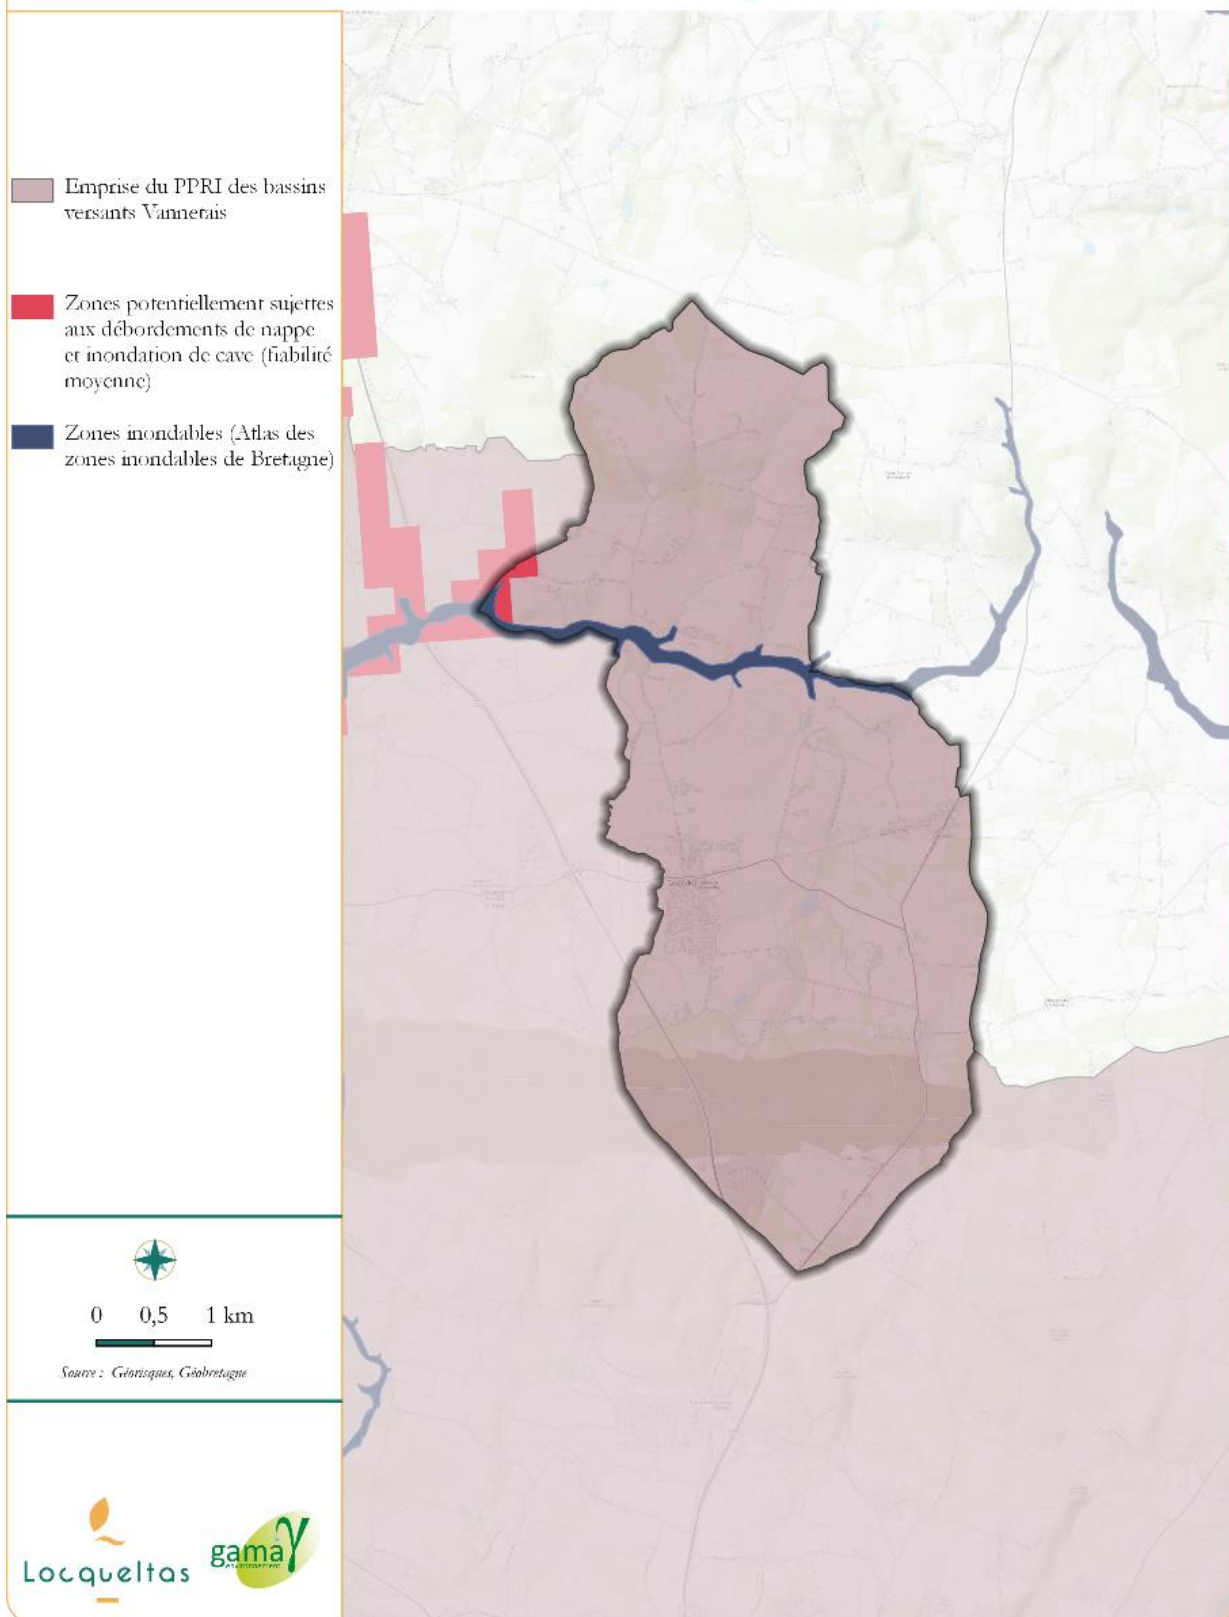 Emprise du PPRI des bassins
versants Vannetais
Zones potentiellement sujettes
aux débordements de nappe
et inondation de cave (fiabilité
moyenne)
Zones inondables (Atlas des
zones inondables de Bretagne)
0 0,5 1 km
Source : Géorisques, Géobretagne
Locqueltas
gama
environnement